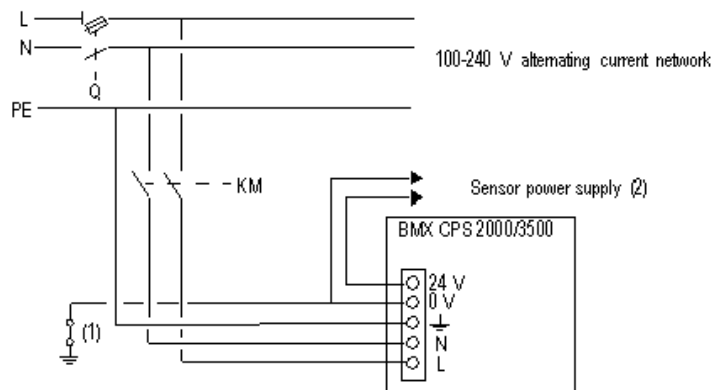 L
N
100-240 V alternating current network
Q
PE
KM
Sensor power supply (2)
BMX CPS 2000/3500
24 V
0 V
(1)
N
L